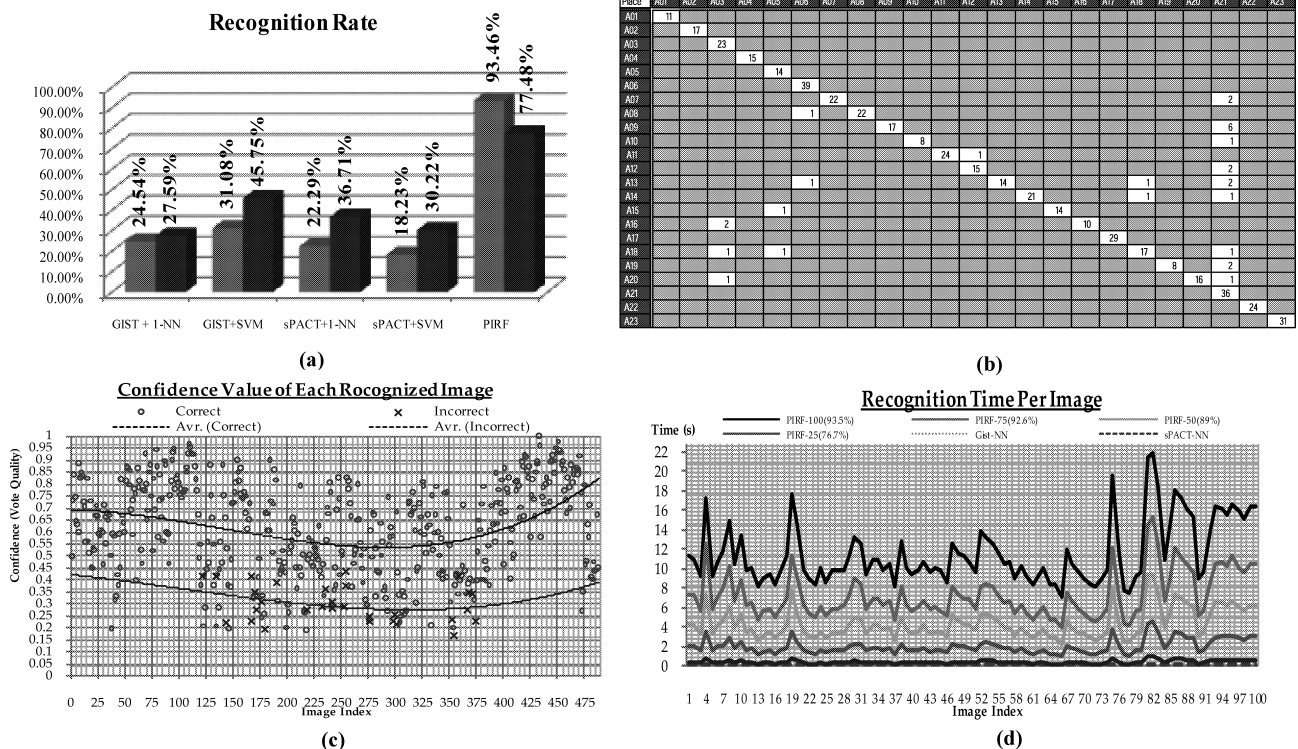 Recognition Rate
100.00%
90.00%
80.00%
70.00%
60.00%
50.00%
40.00%
30.00%
20.00%
10.00%
0.00%
24.54%
27.59%
31.08%
45.75%
22.29%
36.71%
18.23%
30.22%
93.46%
77.48%
GIST + 1-NN GIST+SVM sPACT+1-NN sPACT+SVM PIRF
(a)
Place A01 A02 A03 A04 A05 A06 A07 A08 A09 A10 A11 A12 A13 A14 A15 A16 A17 A18 A19 A20 A21 A22 A23
A01 11
A02 17
A03 23
A04 15
A05 14
A06 39
A07 22 2
A08 1 22
A09 17 6
A10 8 1
A11 24 1
A12 15 2
A13 1 14 1 2
A14 21 1 1
A15 1 14
A16 2 10
A17 29
A18 1 1 17 1
A19 8 2
A20 1 16 1
A21 36
A22 24
A23 31
(b)
Confidence Value of Each Rocognized Image
Correct Incorrect
Avr. (Correct) Avr. (Incorrect)
Confidence (Vote Quality)
1
0.95
0.9
0.85
0.8
0.75
0.7
0.65
0.6
0.55
0.5
0.45
0.4
0.35
0.3
0.25
0.2
0.15
0.1
0.05
0
0 25 50 75 100 125 150 175 200 225 250 275 300 325 350 375 400 425 450 475
Image Index
(c)
Recognition Time Per Image
PIRF-100(93.5%) PIRF-75(92.6%) PIRF-50(89%)
PIRF-25(76.7%) Gist-NN sPACT-NN
Time (s)
22
20
18
16
14
12
10
8
6
4
2
0
1 4 7 10 13 16 19 22 25 28 31 34 37 40 43 46 49 52 55 58 61 64 67 70 73 76 79 82 85 88 91 94 97 100
Image Index
(d)